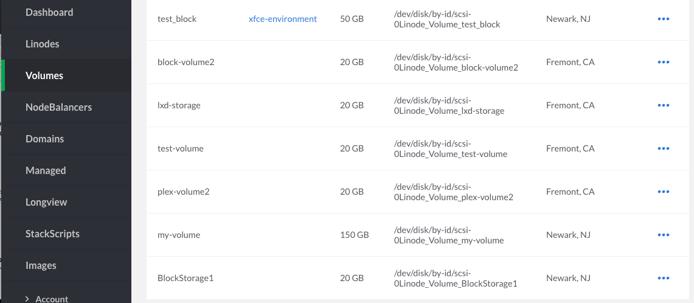 Dashboard
Linodes
Volumes
NodeBalancers
Domains
Managed
Longview
StackScripts
Images
> Account
test_block xfce-environment 50 GB /dev/disk/by-id/scsi-
0Linode_Volume_test_block Newark, NJ
block-volume2 20 GB /dev/disk/by-id/scsi-
0Linode_Volume_block-volume2 Fremont, CA
lxd-storage 20 GB /dev/disk/by-id/scsi-
0Linode_Volume_lxd-storage Fremont, CA
test-volume 20 GB /dev/disk/by-id/scsi-
0Linode_Volume_test-volume Fremont, CA
plex-volume2 20 GB /dev/disk/by-id/scsi-
0Linode_Volume_plex-volume2 Fremont, CA
my-volume 150 GB /dev/disk/by-id/scsi-
0Linode_Volume_my-volume Newark, NJ
BlockStorage1 20 GB /dev/disk/by-id/scsi-
0Linode_Volume_BlockStorage1 Newark, NJ